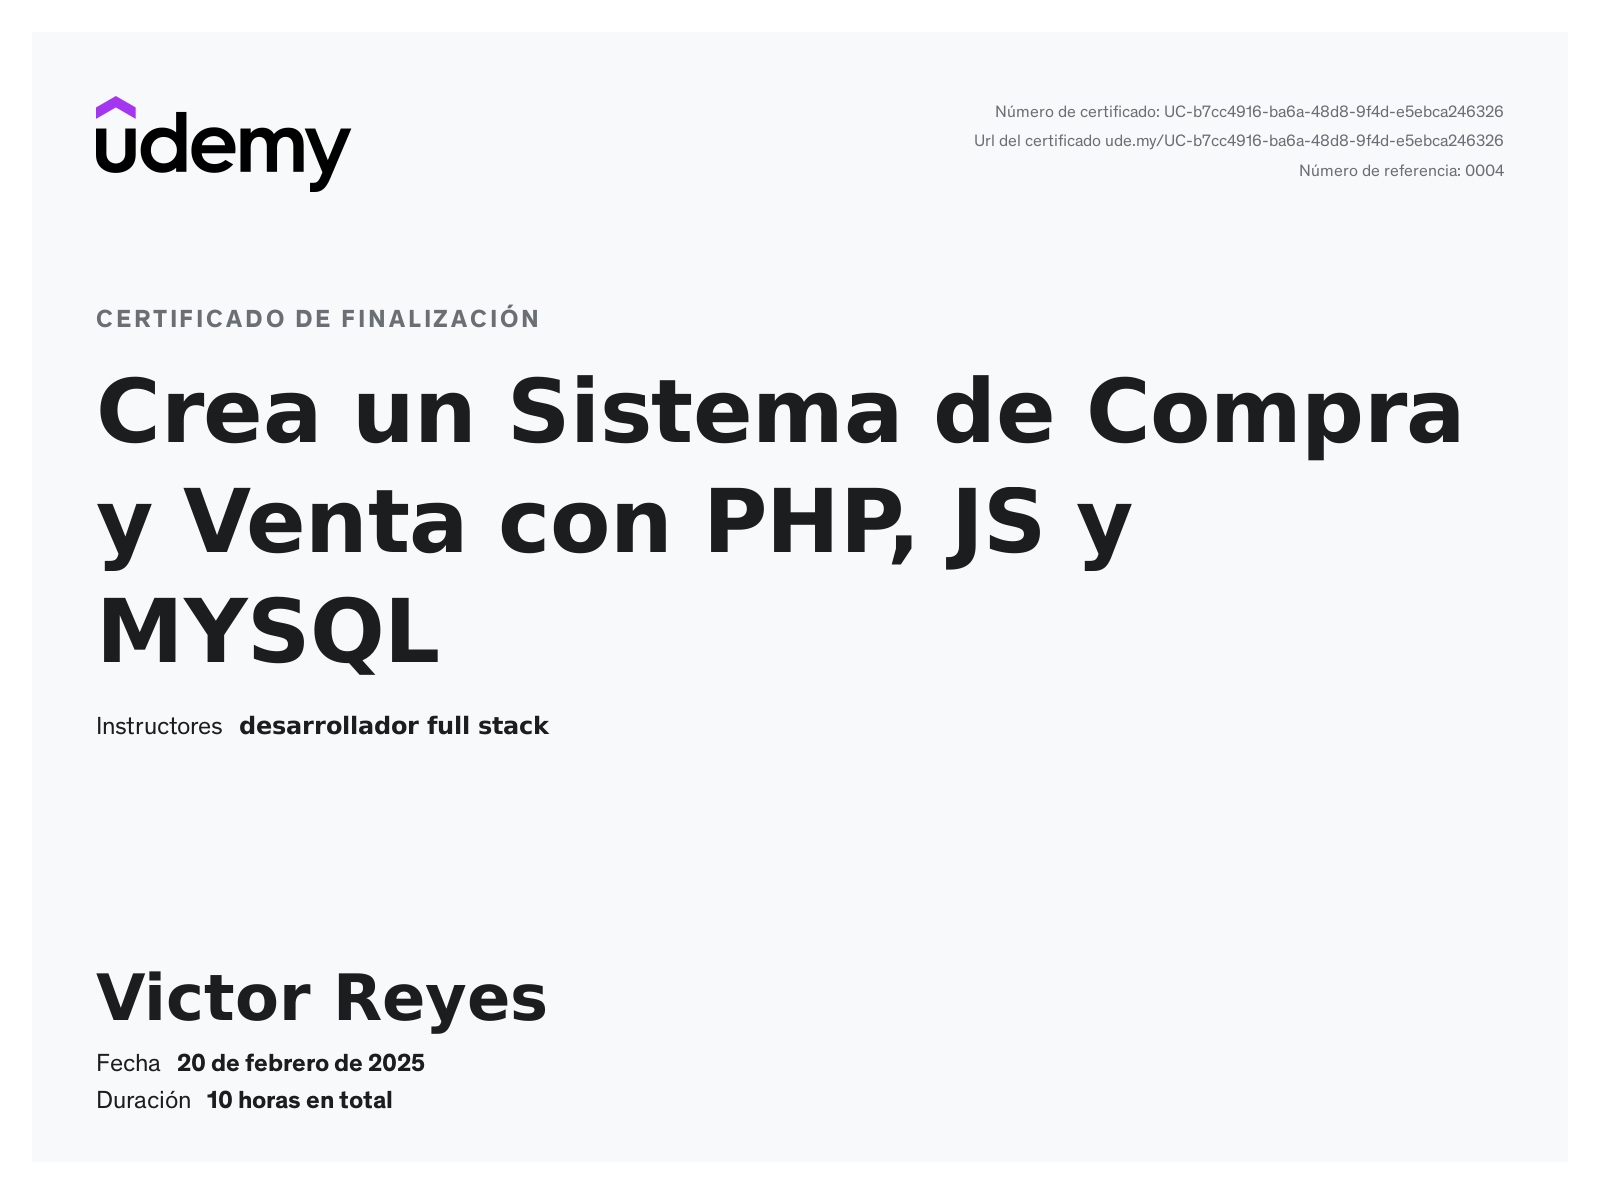 udemy
Número de certificado: UC-b7cc4916-ba6a-48d8-9f4d-e5ebca246326
Url del certificado ude.my/UC-b7cc4916-ba6a-48d8-9f4d-e5ebca246326
Número de referencia: 0004
CERTIFICADO DE FINALIZACIÓN
Crea un Sistema de Compra
y Venta con PHP, JS y
MYSQL
Instructores desarrollador full stack
Victor Reyes
Fecha 20 de febrero de 2025
Duración 10 horas en total